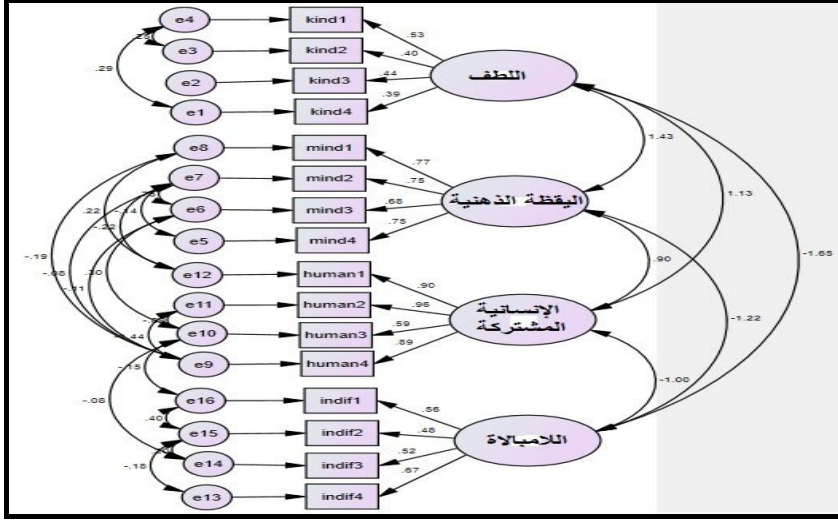 e4 kind1 .53
.29 e3 kind2 .40
.29 اللطف
e2 kind3 .44
e1 kind4 .39
1.43
e8 mind1 .77
e7 mind2 .75
1.13
e6 mind3 .68
اليقظة الذهنية
.22 -.14
e5 mind4 .75
-.22
-.19 e12 human1 .90
.90
-1.65
-.08 .30
-.11 e11 human2 .96
الإنسانية
المشتركة
e10 human3 .59
-1.22
.44
e9 human4 .89
-.15
-1.00
-.08 e16 indif1 .56
.40
e15 indif2 .48
اللامبالاة
e14 indif3 .52
-.18
e13 indif4 .67